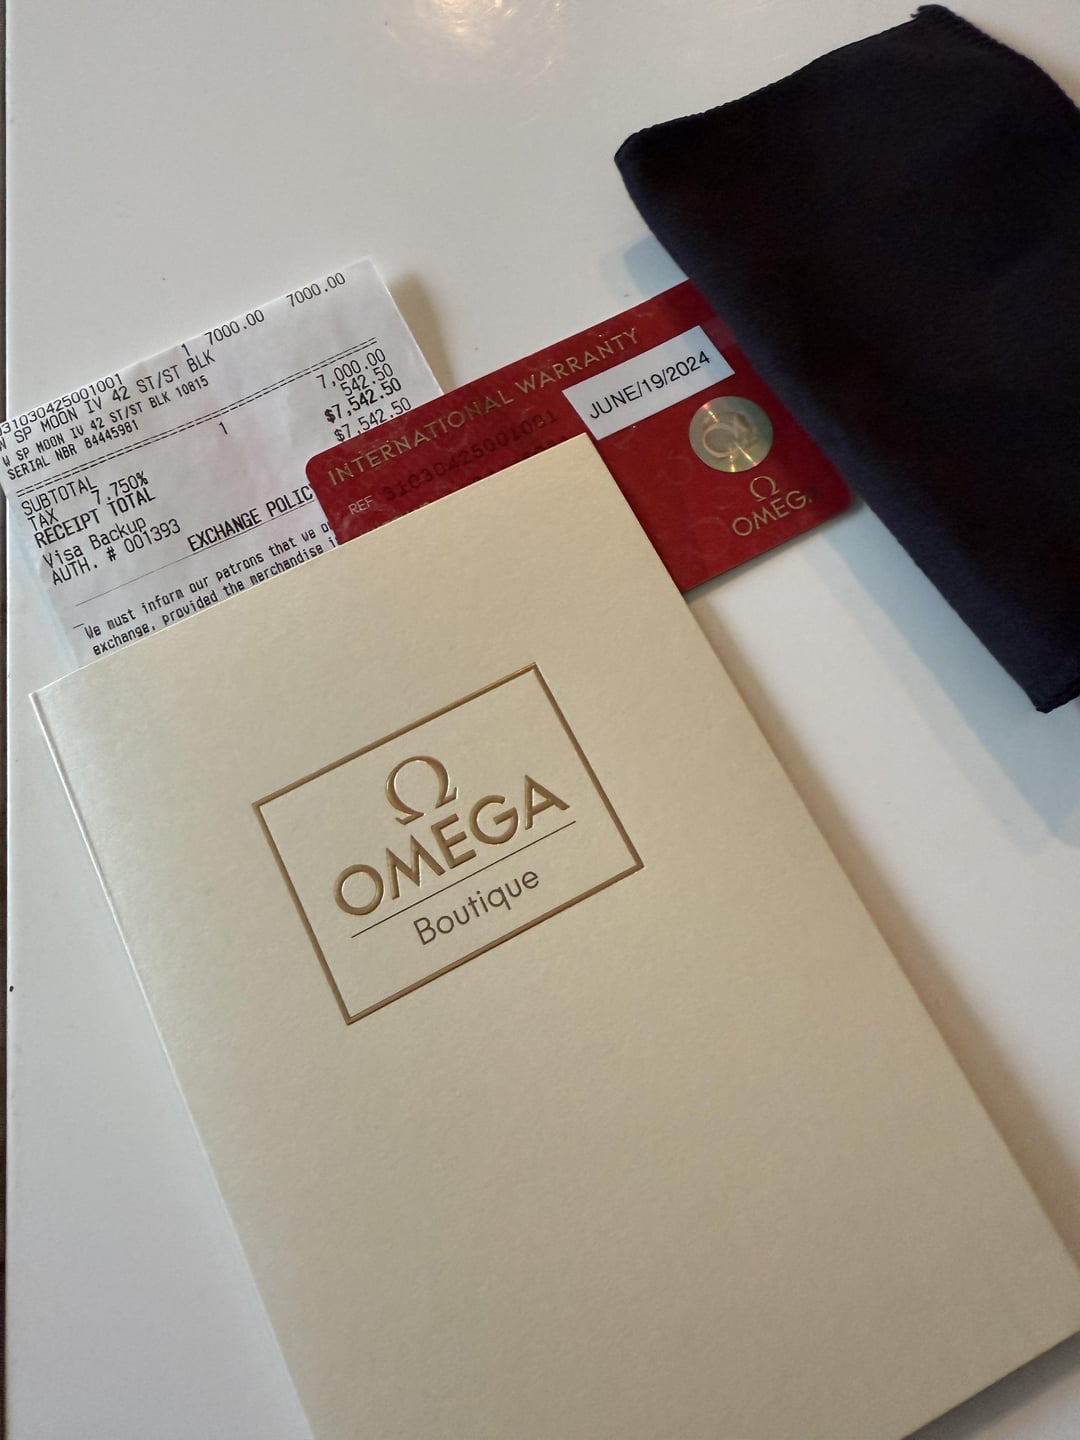 1 7000.00 7000.00
31030425001001
W SP MOON IV 42 ST/ST BLK
W SP MOON IV 42 ST/ST BLK 10815
SERIAL NBR 84445981
1
SUBTOTAL 7,000.00
TAX 7.750% 542.50
RECEIPT TOTAL $7,542.50
Visa Backup $7,542.50
AUTH. # 001393
EXCHANGE POLIC
We must inform our patrons that we
exchange, provided the merchandise
INTERNATIONAL WARRANTY
JUNE/19/2024
REF 31030425001001
Ω
OMEGA
Ω
OMEGA
Boutique